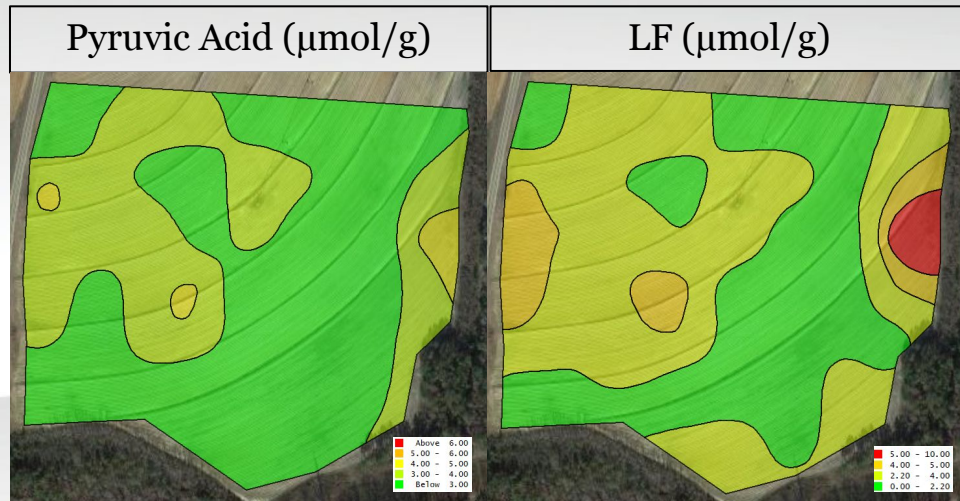 Pyruvic Acid (µmol/g)
LF (µmol/g)
Above 6.00
5.00 - 6.00
4.00 - 5.00
3.00 - 4.00
Below 3.00
5.00 - 10.00
4.00 - 5.00
2.20 - 4.00
0.00 - 2.20